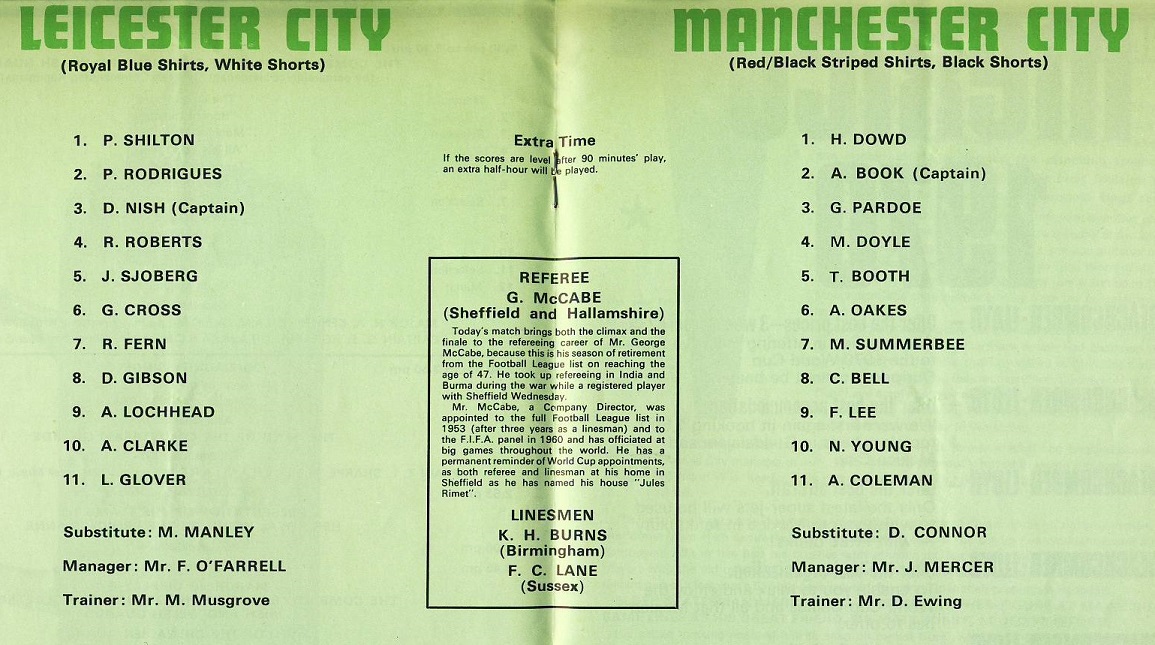 LEICESTER CITY
(Royal Blue Shirts, White Shorts)
1. P. SHILTON
2. P. RODRIGUES
3. D. NISH (Captain)
4. R. ROBERTS
5. J. SJOBERG
6. G. CROSS
7. R. FERN
8. D. GIBSON
9. A. LOCHHEAD
10. A. CLARKE
11. L. GLOVER
Substitute: M. MANLEY
Manager: Mr. F. O'FARRELL
Trainer: Mr. M. Musgrove
Extra Time
If the scores are level after 90 minutes' play,
an extra half-hour will be played.
REFEREE
G. McCABE
(Sheffield and Hallamshire)
Today's match brings both the climax and the
finale to the refereeing career of Mr. George
McCabe, because this is his season of retirement
from the Football League list on reaching the
age of 47. He took up refereeing in India and
Burma during the war while a registered player
with Sheffield Wednesday.
Mr. McCabe, a Company Director, was
appointed to the full Football League list in
1953 (after three years as a linesman) and to
the F.I.F.A. panel in 1960 and has officiated at
big games throughout the world. He has a
permanent reminder of World Cup appointments,
as both referee and linesman at his home in
Sheffield as he has named his house "Jules
Rimet".
LINESMEN
K. H. BURNS
(Birmingham)
F. C. LANE
(Sussex)
MANCHESTER CITY
(Red/Black Striped Shirts, Black Shorts)
1. H. DOWD
2. A. BOOK (Captain)
3. G. PARDOE
4. M. DOYLE
5. T. BOOTH
6. A. OAKES
7. M. SUMMERBEE
8. C. BELL
9. F. LEE
10. N. YOUNG
11. A. COLEMAN
Substitute: D. CONNOR
Manager: Mr. J. MERCER
Trainer: Mr. D. Ewing